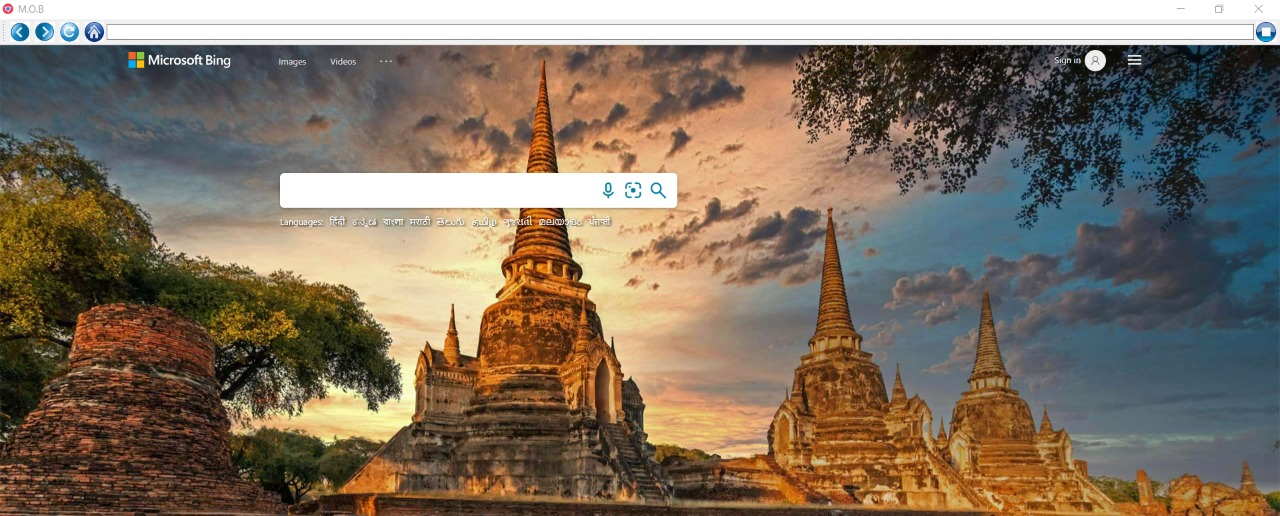 M.O.B
Microsoft Bing Images Videos ... Sign in
Languages: हिंदी ಕನ್ನಡ বাংলা मराठी తెలుగు தமிழ் ગુજરાતી മലയാളം ਪੰਜਾਬੀ